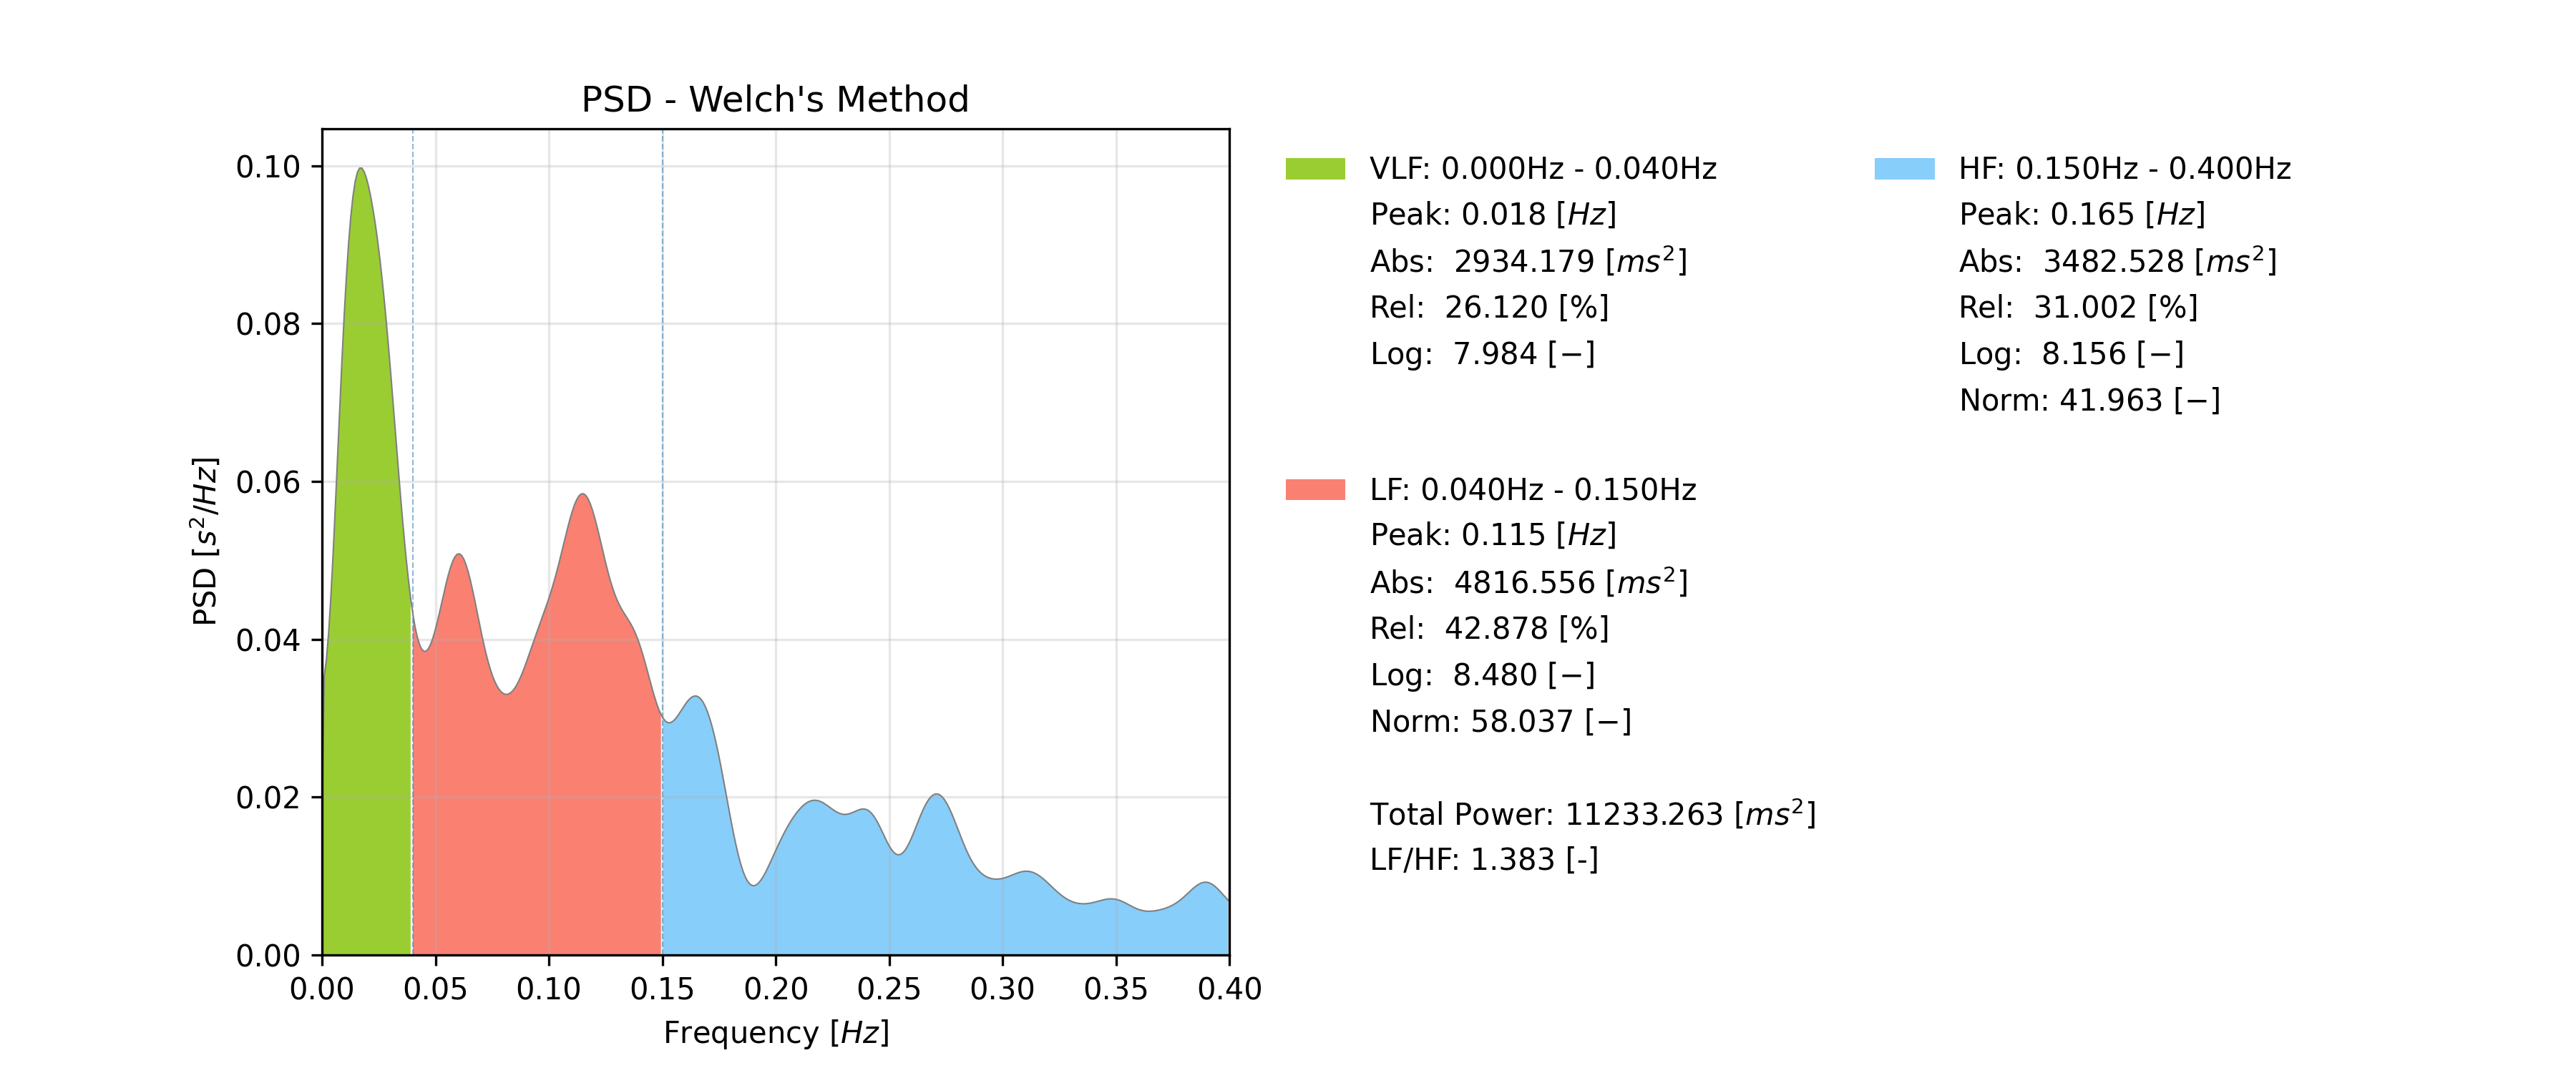 PSD - Welch's Method
PSD [s²/Hz]
0.10
0.08
0.06
0.04
0.02
0.00
0.00 0.05 0.10 0.15 0.20 0.25 0.30 0.35 0.40
Frequency [Hz]
VLF: 0.000Hz - 0.040Hz
Peak: 0.018 [Hz]
Abs: 2934.179 [ms²]
Rel: 26.120 [%]
Log: 7.984 [−]
LF: 0.040Hz - 0.150Hz
Peak: 0.115 [Hz]
Abs: 4816.556 [ms²]
Rel: 42.878 [%]
Log: 8.480 [−]
Norm: 58.037 [−]
Total Power: 11233.263 [ms²]
LF/HF: 1.383 [-]
HF: 0.150Hz - 0.400Hz
Peak: 0.165 [Hz]
Abs: 3482.528 [ms²]
Rel: 31.002 [%]
Log: 8.156 [−]
Norm: 41.963 [−]